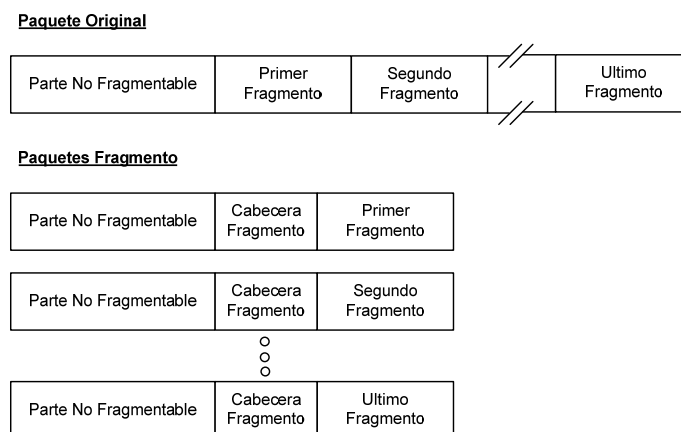 Paquete Original
Parte No Fragmentable
Primer
Fragmento
Segundo
Fragmento
Ultimo
Fragmento
Paquetes Fragmento
Parte No Fragmentable
Cabecera
Fragmento
Primer
Fragmento
Parte No Fragmentable
Cabecera
Fragmento
Segundo
Fragmento
Parte No Fragmentable
Cabecera
Fragmento
Ultimo
Fragmento